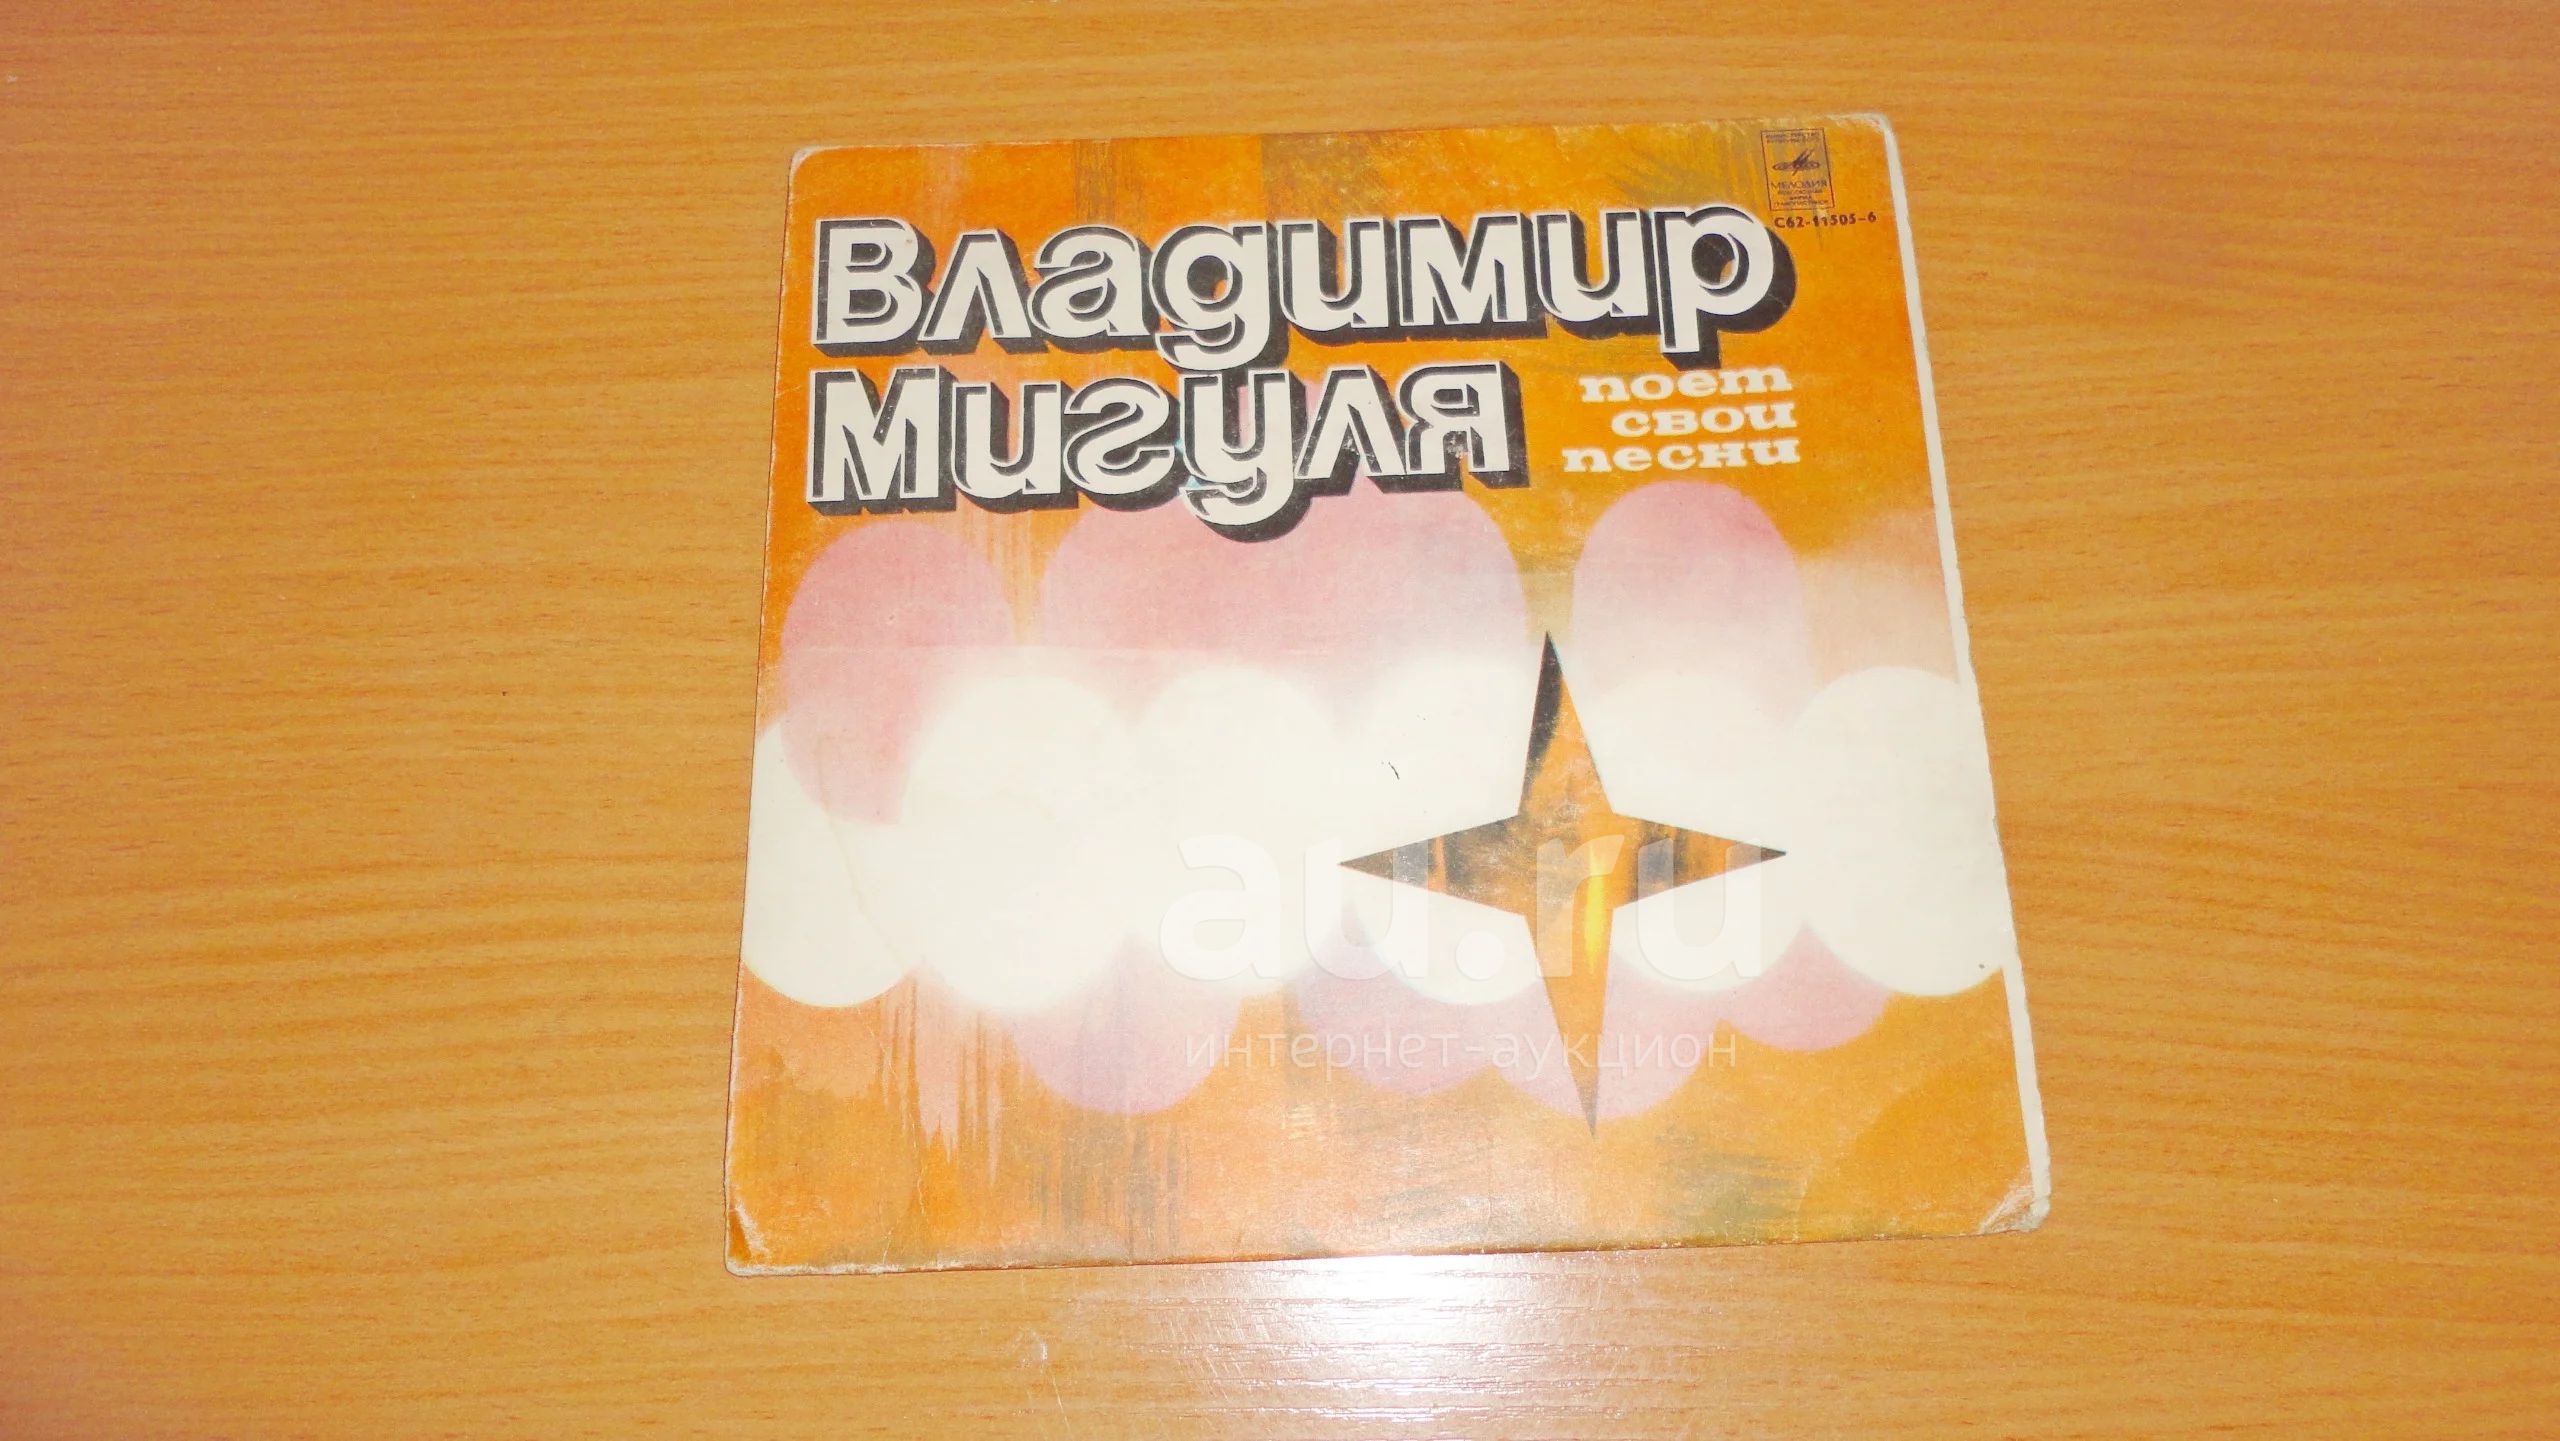 МЕЛОДИЯ
С62-11505-6
Владимир
Мигуля
поет
свои
песни
au.ru
интернет-аукцион